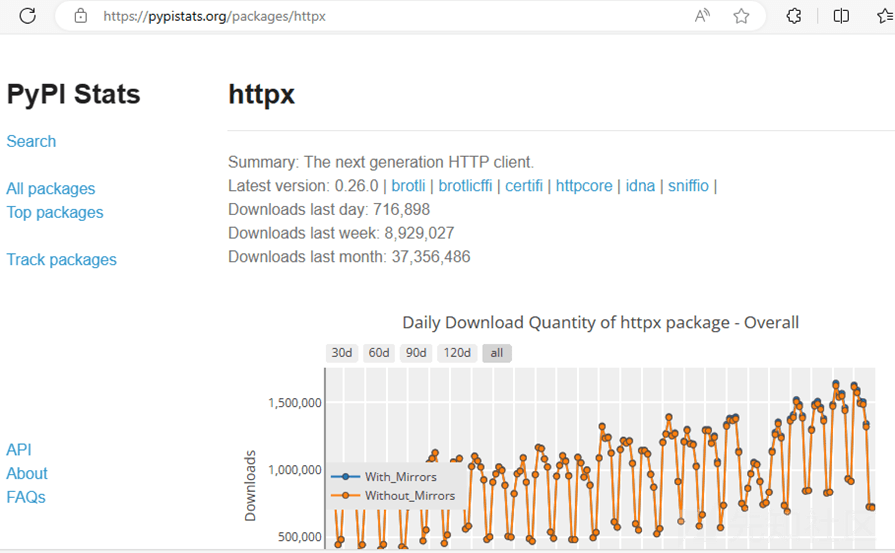 https://pypistats.org/packages/httpx
PyPI Stats
Search
All packages
Top packages
Track packages
API
About
FAQs
httpx
Summary: The next generation HTTP client.
Latest version: 0.26.0 | brotli | brotlicffi | certifi | httpcore | idna | sniffio |
Downloads last day: 716,898
Downloads last week: 8,929,027
Downloads last month: 37,356,486
Daily Download Quantity of httpx package - Overall
30d 60d 90d 120d all
Downloads
1,500,000
1,000,000
500,000
With_Mirrors
Without_Mirrors